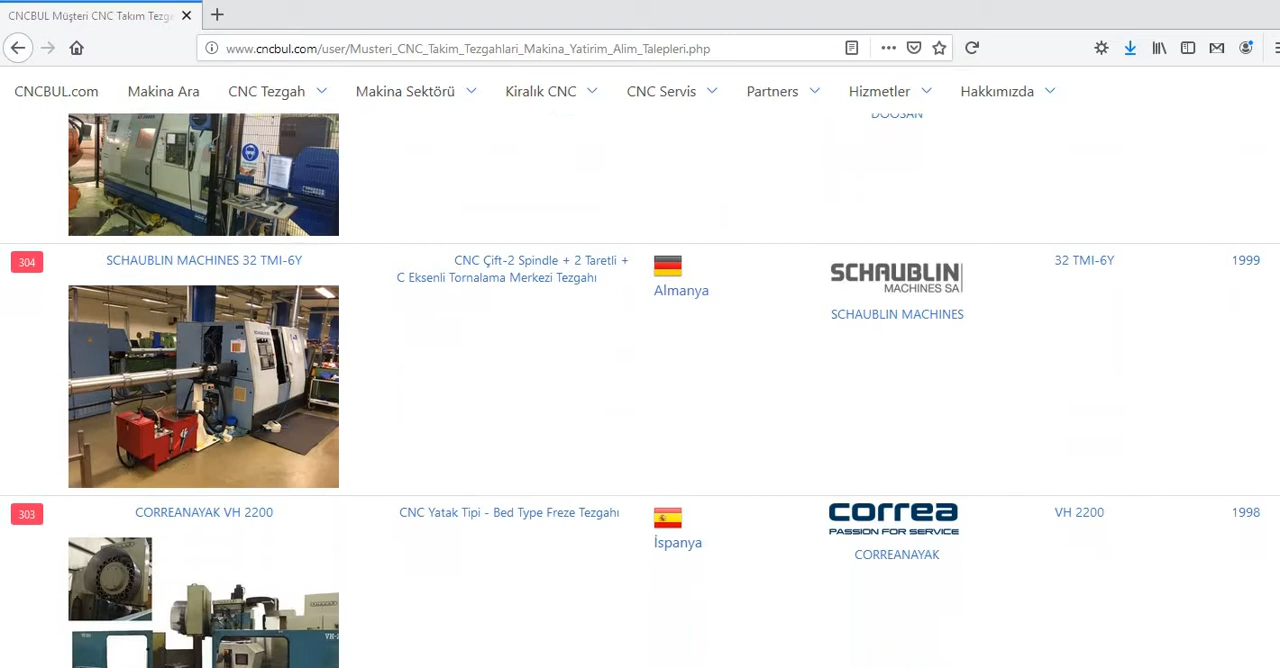 CNCBUL Müşteri CNC Takım Tezga
www.cncbul.com/user/Musteri_CNC_Takim_Tezgahlari_Makina_Yatirim_Alim_Talepleri.php
CNCBUL.com Makina Ara CNC Tezgah Makina Sektörü Kiralık CNC CNC Servis Partners Hizmetler Hakkımızda
DOOSAN
304 SCHAUBLIN MACHINES 32 TMI-6Y CNC Çift-2 Spindle + 2 Taretli + Almanya 32 TMI-6Y 1999
C Eksenli Tornalama Merkezi Tezgahı
SCHAUBLIN
MACHINES SA
SCHAUBLIN MACHINES
303 CORREANAYAK VH 2200 CNC Yatak Tipi - Bed Type Freze Tezgahı İspanya VH 2200 1998
correa
PASSION FOR SERVICE
CORREANAYAK